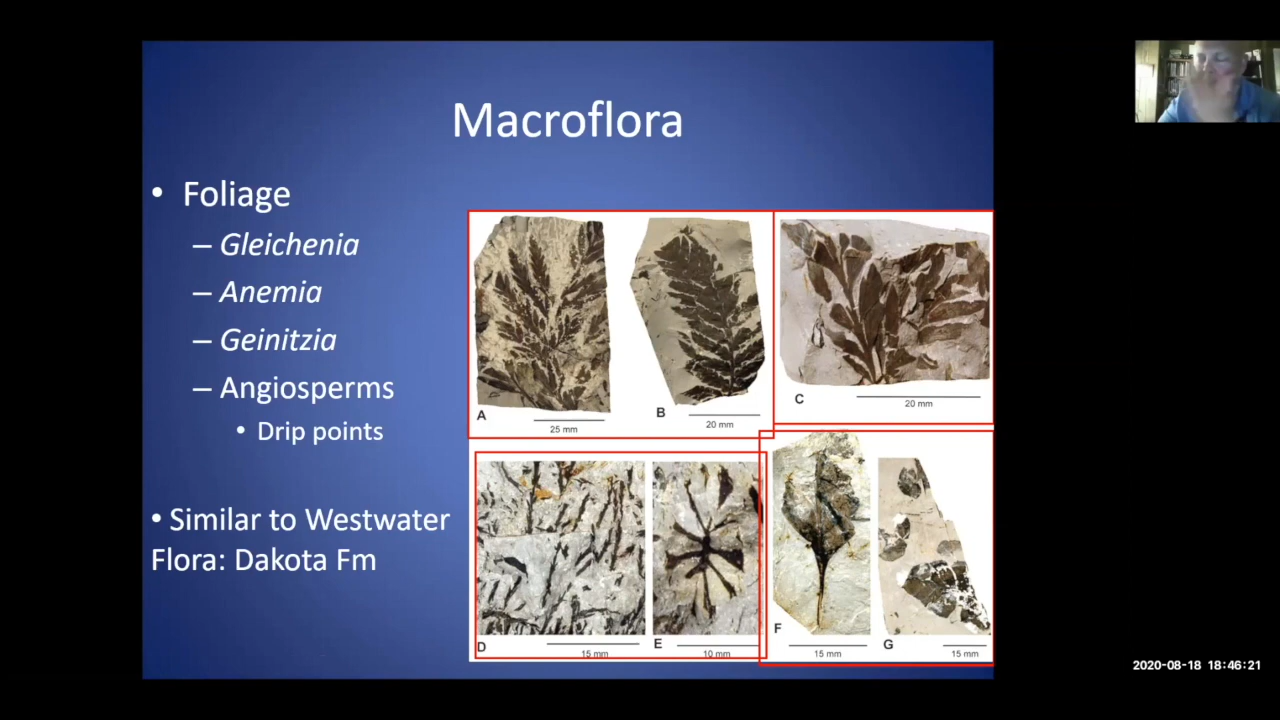 Macroflora
• Foliage
– Gleichenia
– Anemia
– Geinitzia
– Angiosperms
• Drip points
• Similar to Westwater
Flora: Dakota Fm
A
25 mm
B
20 mm
C
20 mm
D
15 mm
E
10 mm
F
15 mm
G
15 mm
2020-08-18 18:46:21